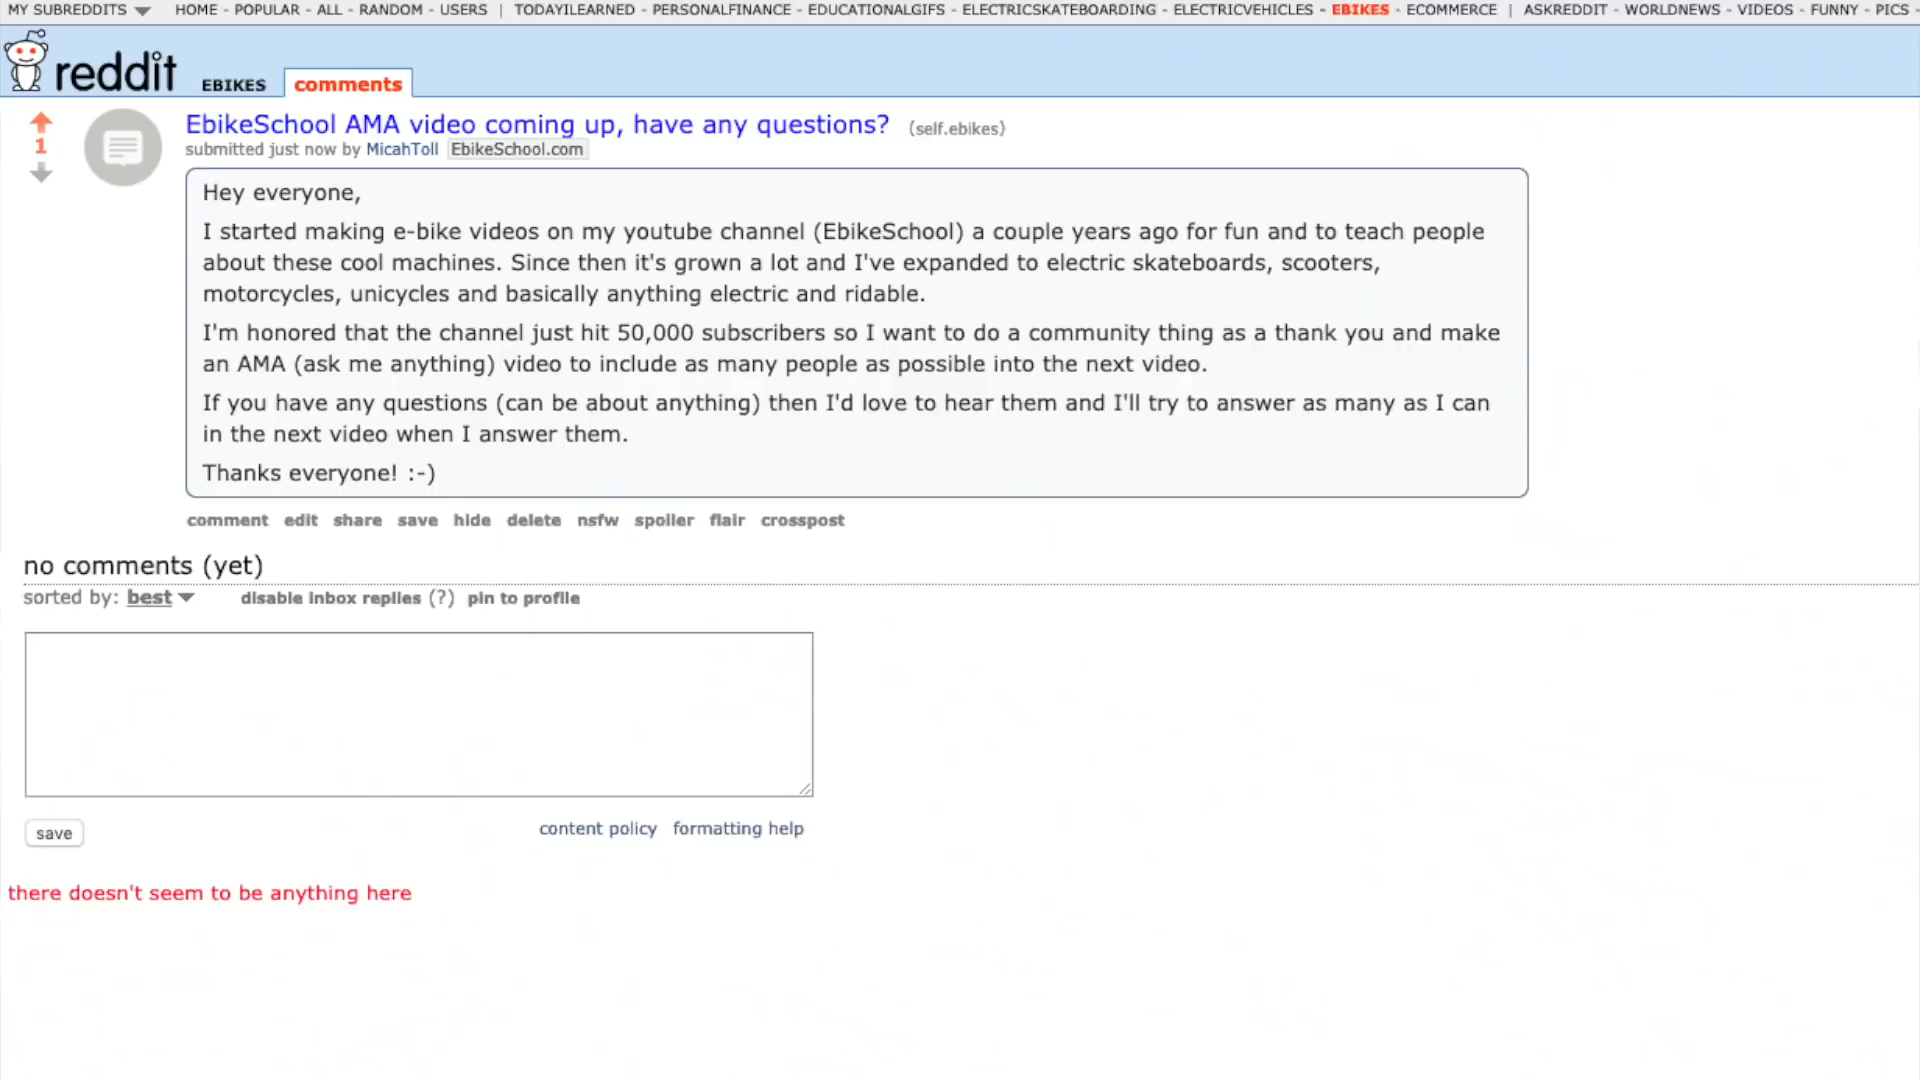 MY SUBREDDITS HOME - POPULAR - ALL - RANDOM - USERS | TODAYILEARNED - PERSONALFINANCE - EDUCATIONALGIFS - ELECTRICSKATEBOARDING - ELECTRICVEHICLES - EBIKES - ECOMMERCE | ASKREDDIT - WORLDNEWS - VIDEOS - FUNNY - PICS -
reddit EBIKES comments
EbikeSchool AMA video coming up, have any questions? (self.ebikes)
1
submitted just now by MicahToll EbikeSchool.com
Hey everyone,
I started making e-bike videos on my youtube channel (EbikeSchool) a couple years ago for fun and to teach people
about these cool machines. Since then it's grown a lot and I've expanded to electric skateboards, scooters,
motorcycles, unicycles and basically anything electric and ridable.
I'm honored that the channel just hit 50,000 subscribers so I want to do a community thing as a thank you and make
an AMA (ask me anything) video to include as many people as possible into the next video.
If you have any questions (can be about anything) then I'd love to hear them and I'll try to answer as many as I can
in the next video when I answer them.
Thanks everyone! :-)
comment edit share save hide delete nsfw spoiler flair crosspost
no comments (yet)
sorted by: best disable inbox replies (?) pin to profile
save content policy formatting help
there doesn't seem to be anything here